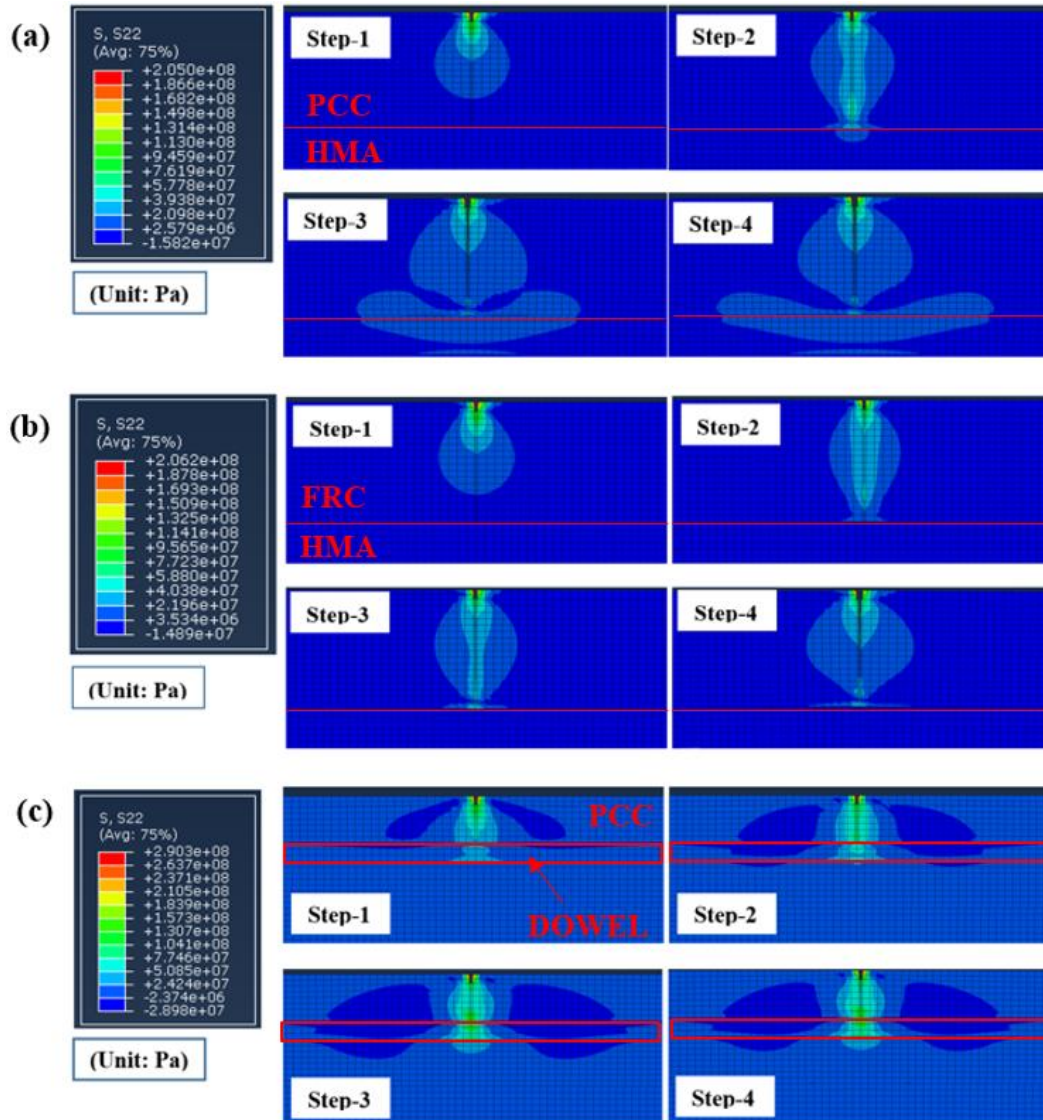 (a)
S, S22
(Avg: 75%)
+2.050e+08
+1.866e+08
+1.682e+08
+1.498e+08
+1.314e+08
+1.130e+08
+9.459e+07
+7.619e+07
+5.778e+07
+3.938e+07
+2.098e+07
+2.579e+06
-1.582e+07
(Unit: Pa)
Step-1
PCC
HMA
Step-2
Step-3
Step-4
(b)
S, S22
(Avg: 75%)
+2.062e+08
+1.878e+08
+1.693e+08
+1.509e+08
+1.325e+08
+1.141e+08
+9.565e+07
+7.723e+07
+5.880e+07
+4.038e+07
+2.196e+07
+3.534e+06
-1.489e+07
(Unit: Pa)
Step-1
FRC
HMA
Step-2
Step-3
Step-4
(c)
S, S22
(Avg: 75%)
+2.903e+08
+2.637e+08
+2.371e+08
+2.105e+08
+1.839e+08
+1.573e+08
+1.307e+08
+1.041e+08
+7.746e+07
+5.085e+07
+2.424e+07
-2.374e+06
-2.898e+07
(Unit: Pa)
PCC
DOWEL
Step-1
Step-2
Step-3
Step-4